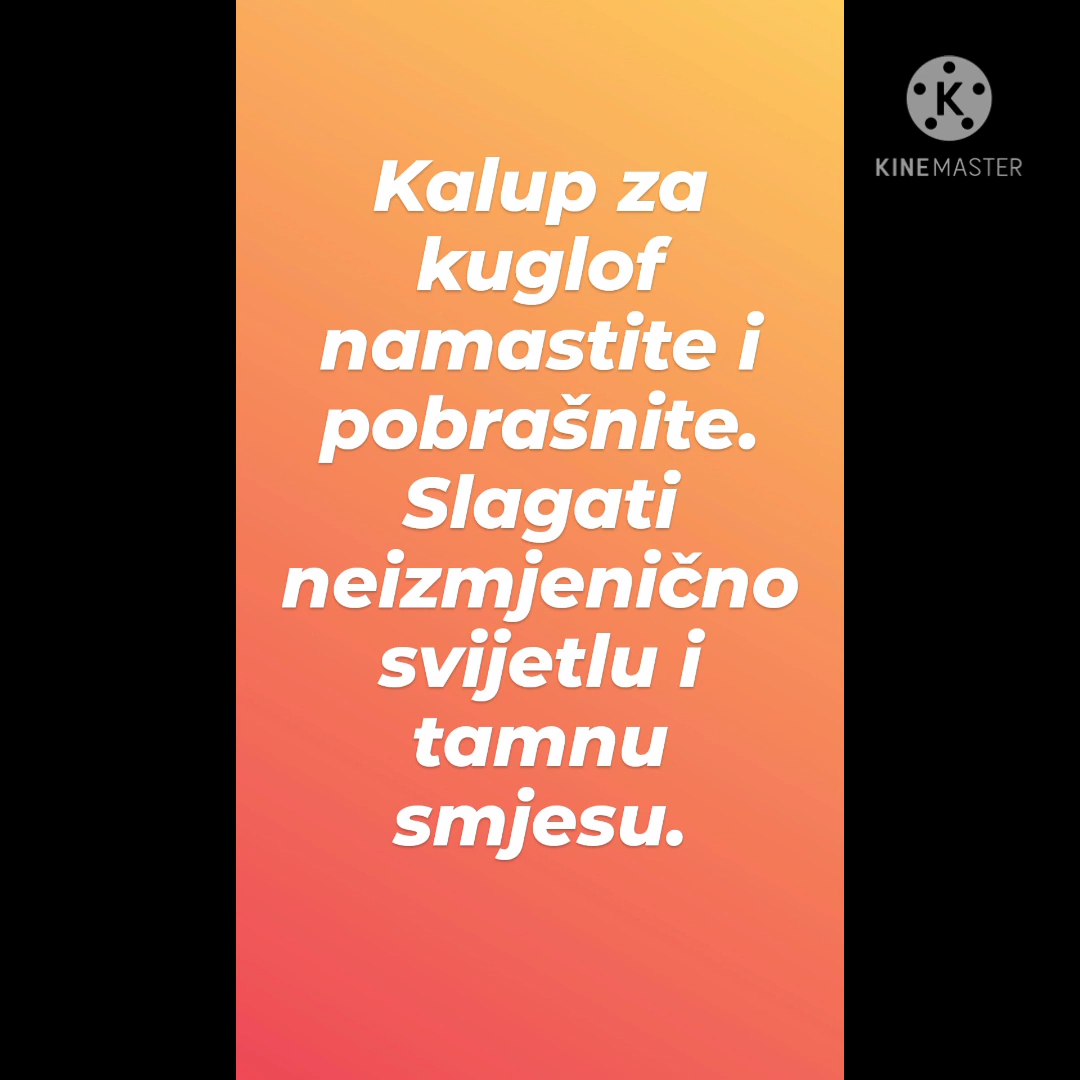 Kalup za
kuglof
namastite i
pobrašnite.
Slagati
neizmjenično
svijetlu i
tamnu
smjesu.
K
KINEMASTER